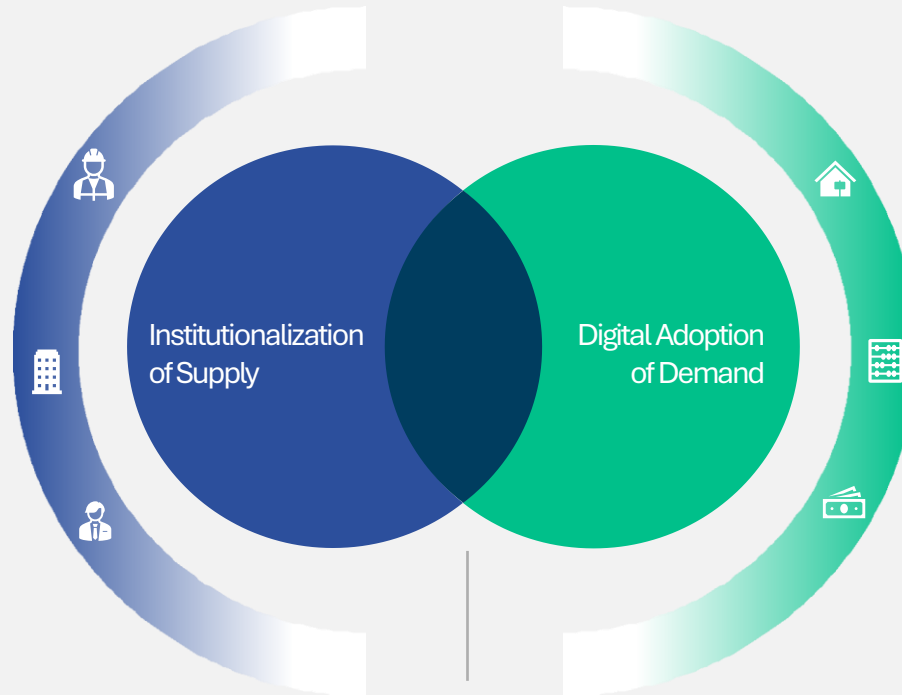 Institutionalization
of Supply
Digital Adoption
of Demand